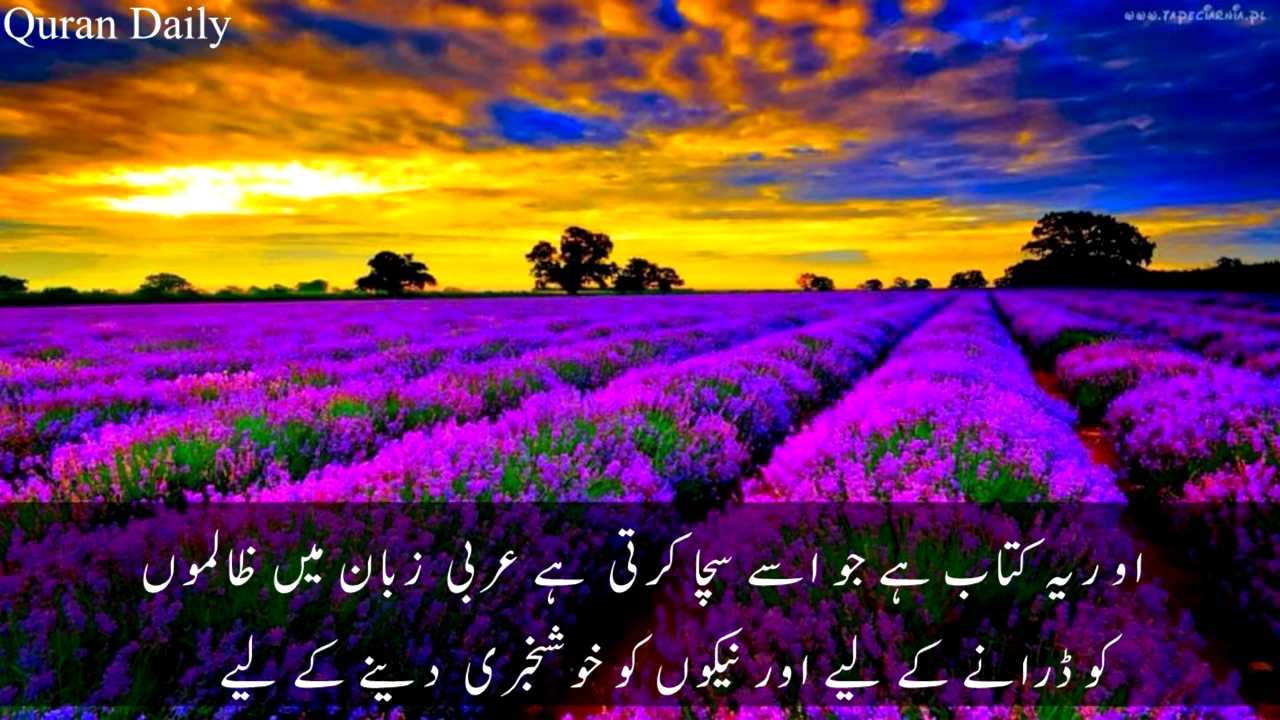 Quran Daily
www.tapeciarnia.pl
اور یہ کتاب ہے جو اسے سچا کرتی ہے عربی زبان میں ظالموں
کو ڈرانے کے لیے اور نیکوں کو خوشخبری دینے کے لیے